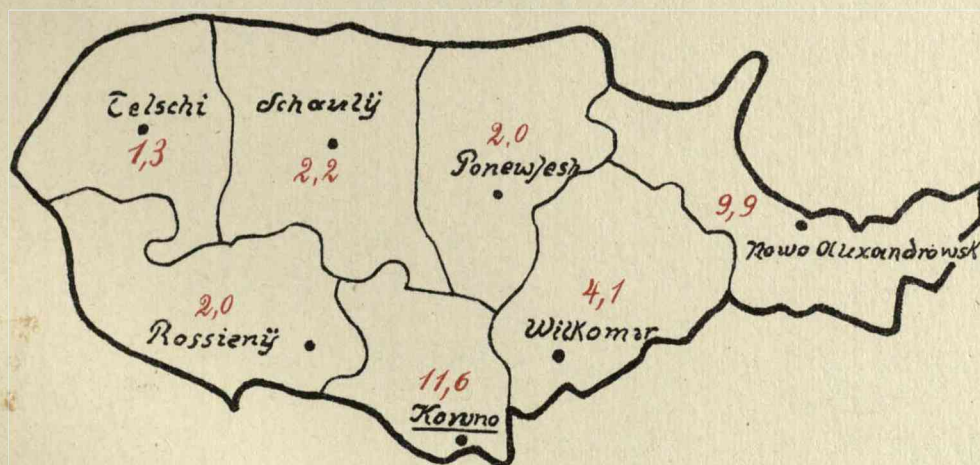 Telschi
1,3
Schaulÿ
2,2
2,0
Ponewjesh
9,9
Nowo Alexandrowsk
2,0
Rossienÿ
4,1
Wilkomir
11,6
Kowno